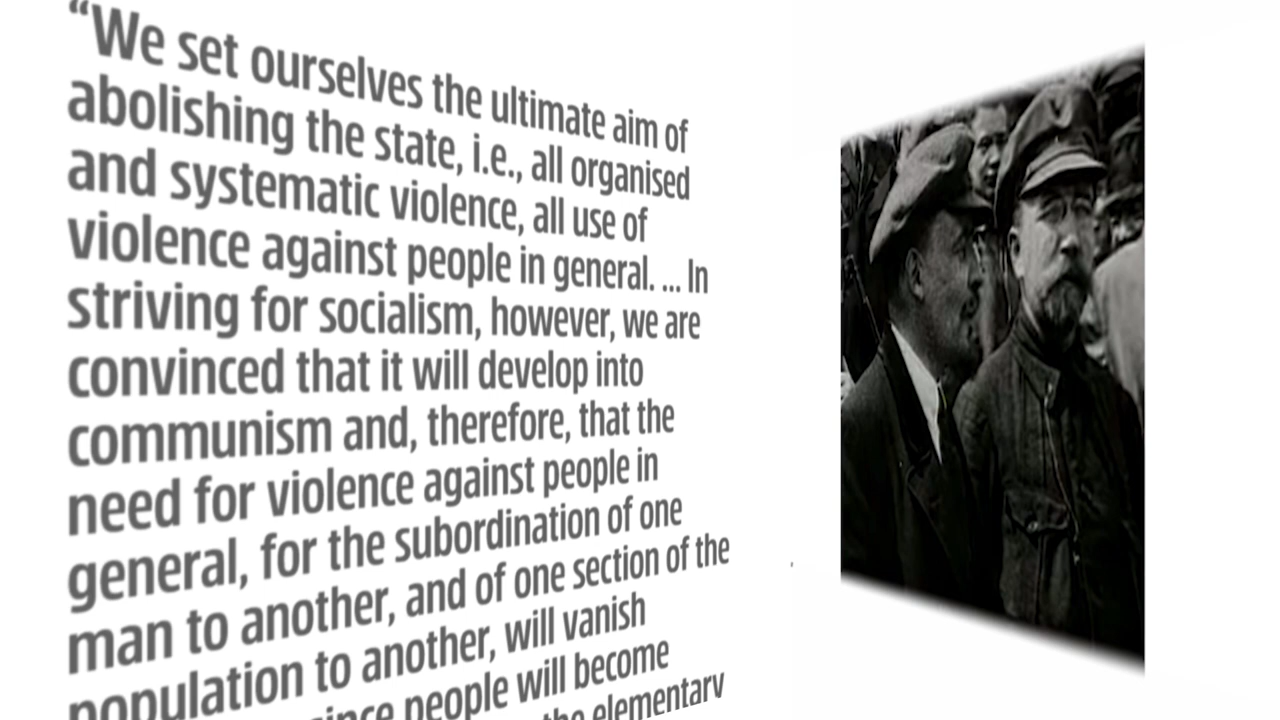 “We set ourselves the ultimate aim of
abolishing the state, i.e., all organised
and systematic violence, all use of
violence against people in general. ... In
striving for socialism, however, we are
convinced that it will develop into
communism and, therefore, that the
need for violence against people in
general, for the subordination of one
man to another, and of one section of the
population to another, will vanish
since people will become
the elementary